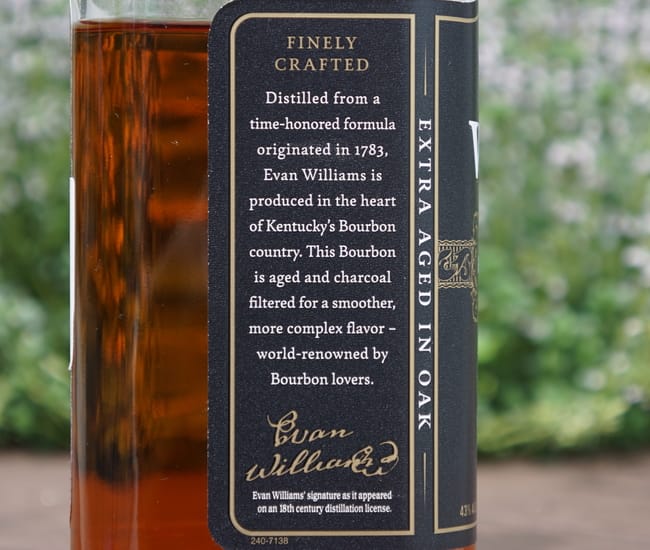 FINELY
CRAFTED
Distilled from a
time-honored formula
originated in 1783,
Evan Williams is
produced in the heart
of Kentucky's Bourbon
country. This Bourbon
is aged and charcoal
filtered for a smoother,
more complex flavor –
world-renowned by
Bourbon lovers.
Evan
Williams
Evan Williams' signature as it appeared
on an 18th century distillation license.
240-7138
EXTRA AGED IN OAK
43%